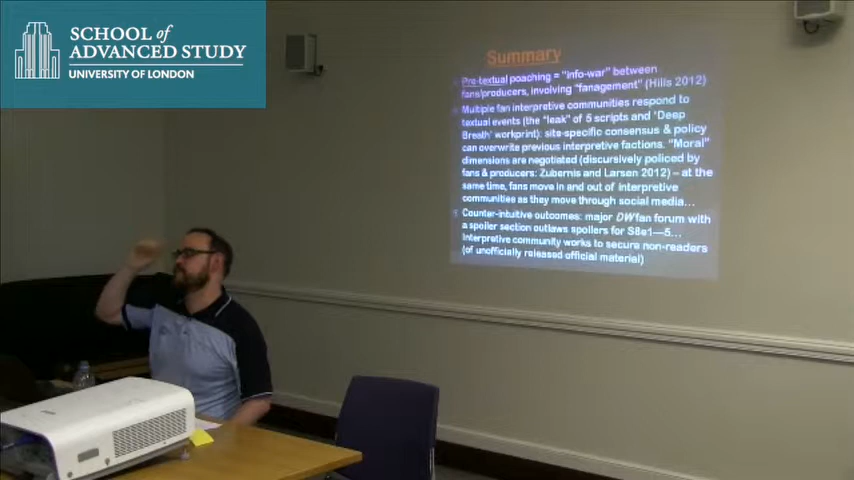 SCHOOL of
ADVANCED STUDY
UNIVERSITY OF LONDON
Summary
Pre-textual poaching = "info-war" between
fans/producers, involving "fanagement" (Hills 2012)
Multiple fan interpretive communities respond to
textual events (the "leak" of 5 scripts and 'Deep
Breath' workprint): site-specific consensus & policy
can overwrite previous interpretive factions. "Moral"
dimensions are negotiated (discursively policed by
fans & producers: Zubernis and Larsen 2012) – at the
same time, fans move in and out of interpretive
communities as they move through social media…
Counter-intuitive outcomes: major DW fan forum with
a spoiler section outlaws spoilers for S8e1—5…
Interpretive community works to secure non-readers
(of unofficially released official material)